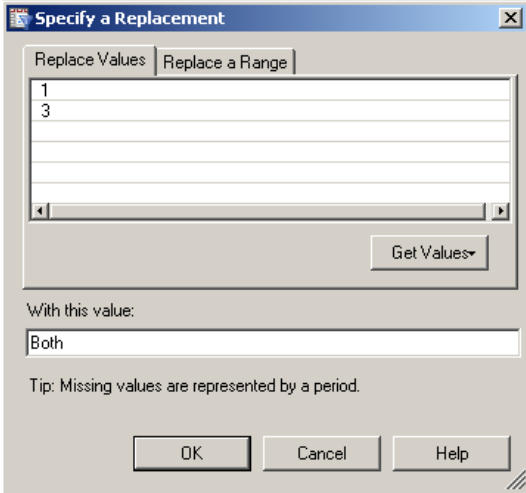 Specify a Replacement
Replace Values Replace a Range
1
3
Get Values
With this value:
Both
Tip: Missing values are represented by a period.
OK Cancel Help